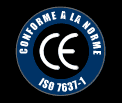 CONFORME A LA NORME
CE
ISO 7637-1